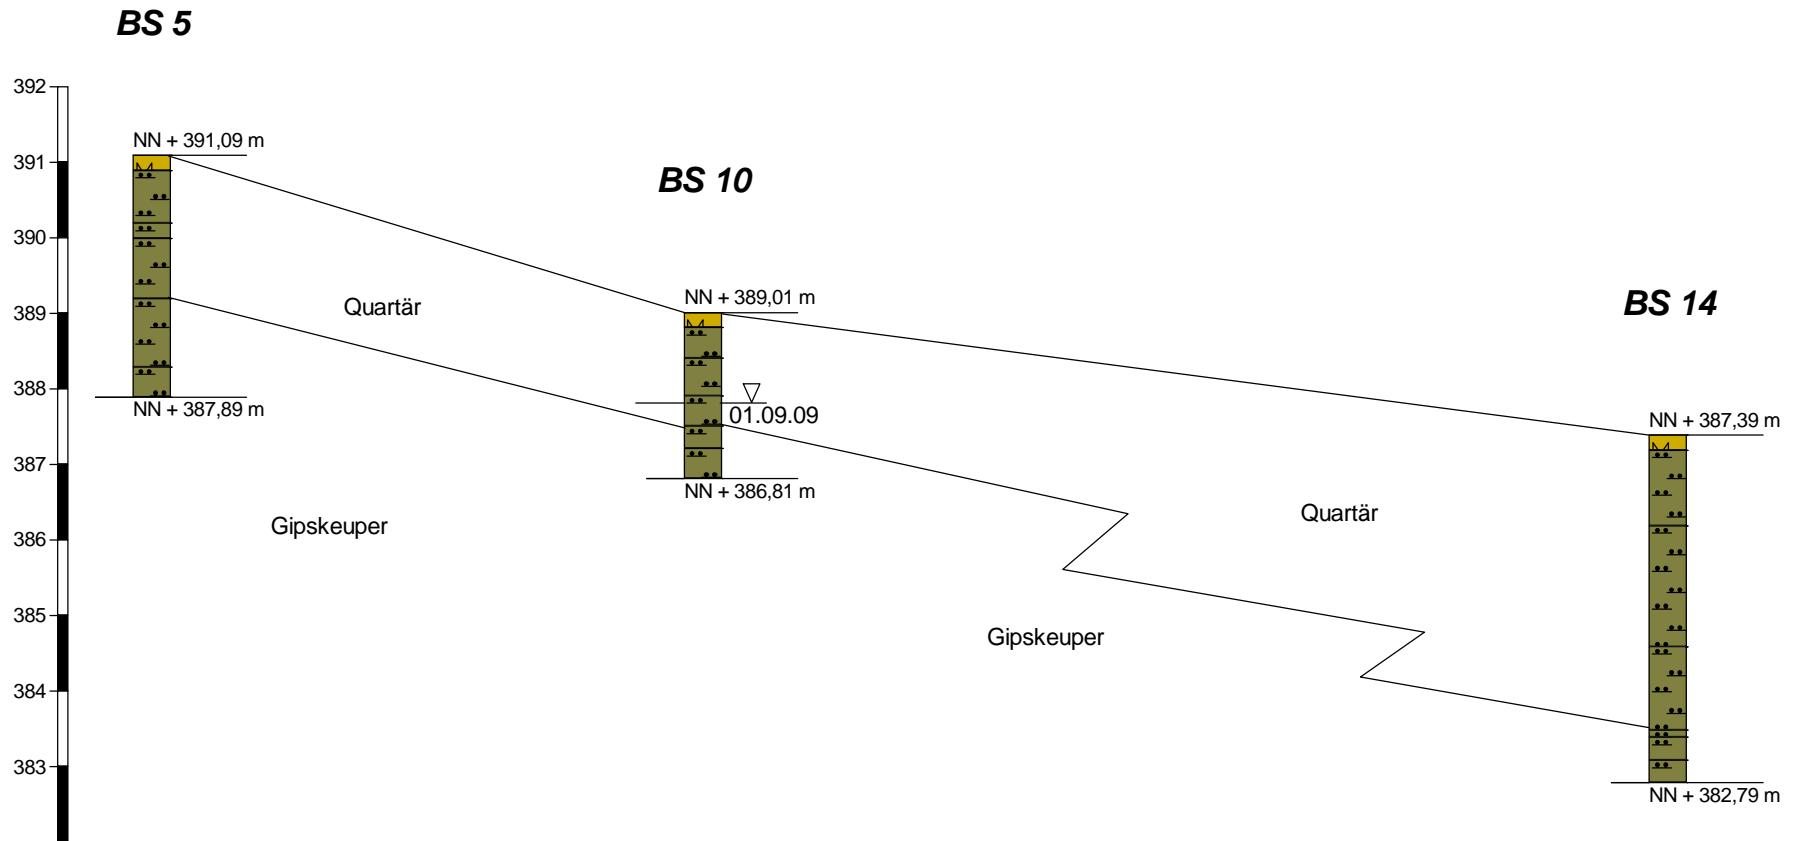 BS 5
392
NN + 391,09 m
391
BS 10
390
NN + 389,01 m
Quartär
389
BS 14
388
01.09.09
NN + 387,89 m
NN + 387,39 m
387
NN + 386,81 m
Quartär
Gipskeuper
386
385
Gipskeuper
384
383
NN + 382,79 m